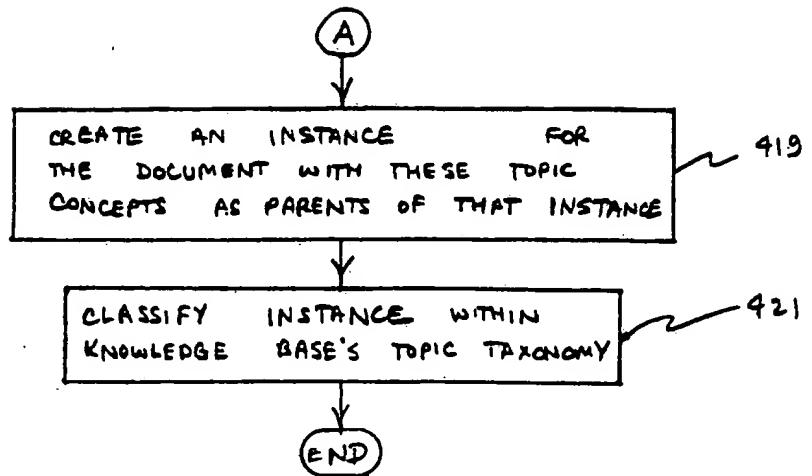 A
CREATE AN INSTANCE FOR
THE DOCUMENT WITH THESE TOPIC
CONCEPTS AS PARENTS OF THAT INSTANCE
419
CLASSIFY INSTANCE WITHIN
KNOWLEDGE BASE'S TOPIC TAXONOMY
421
END